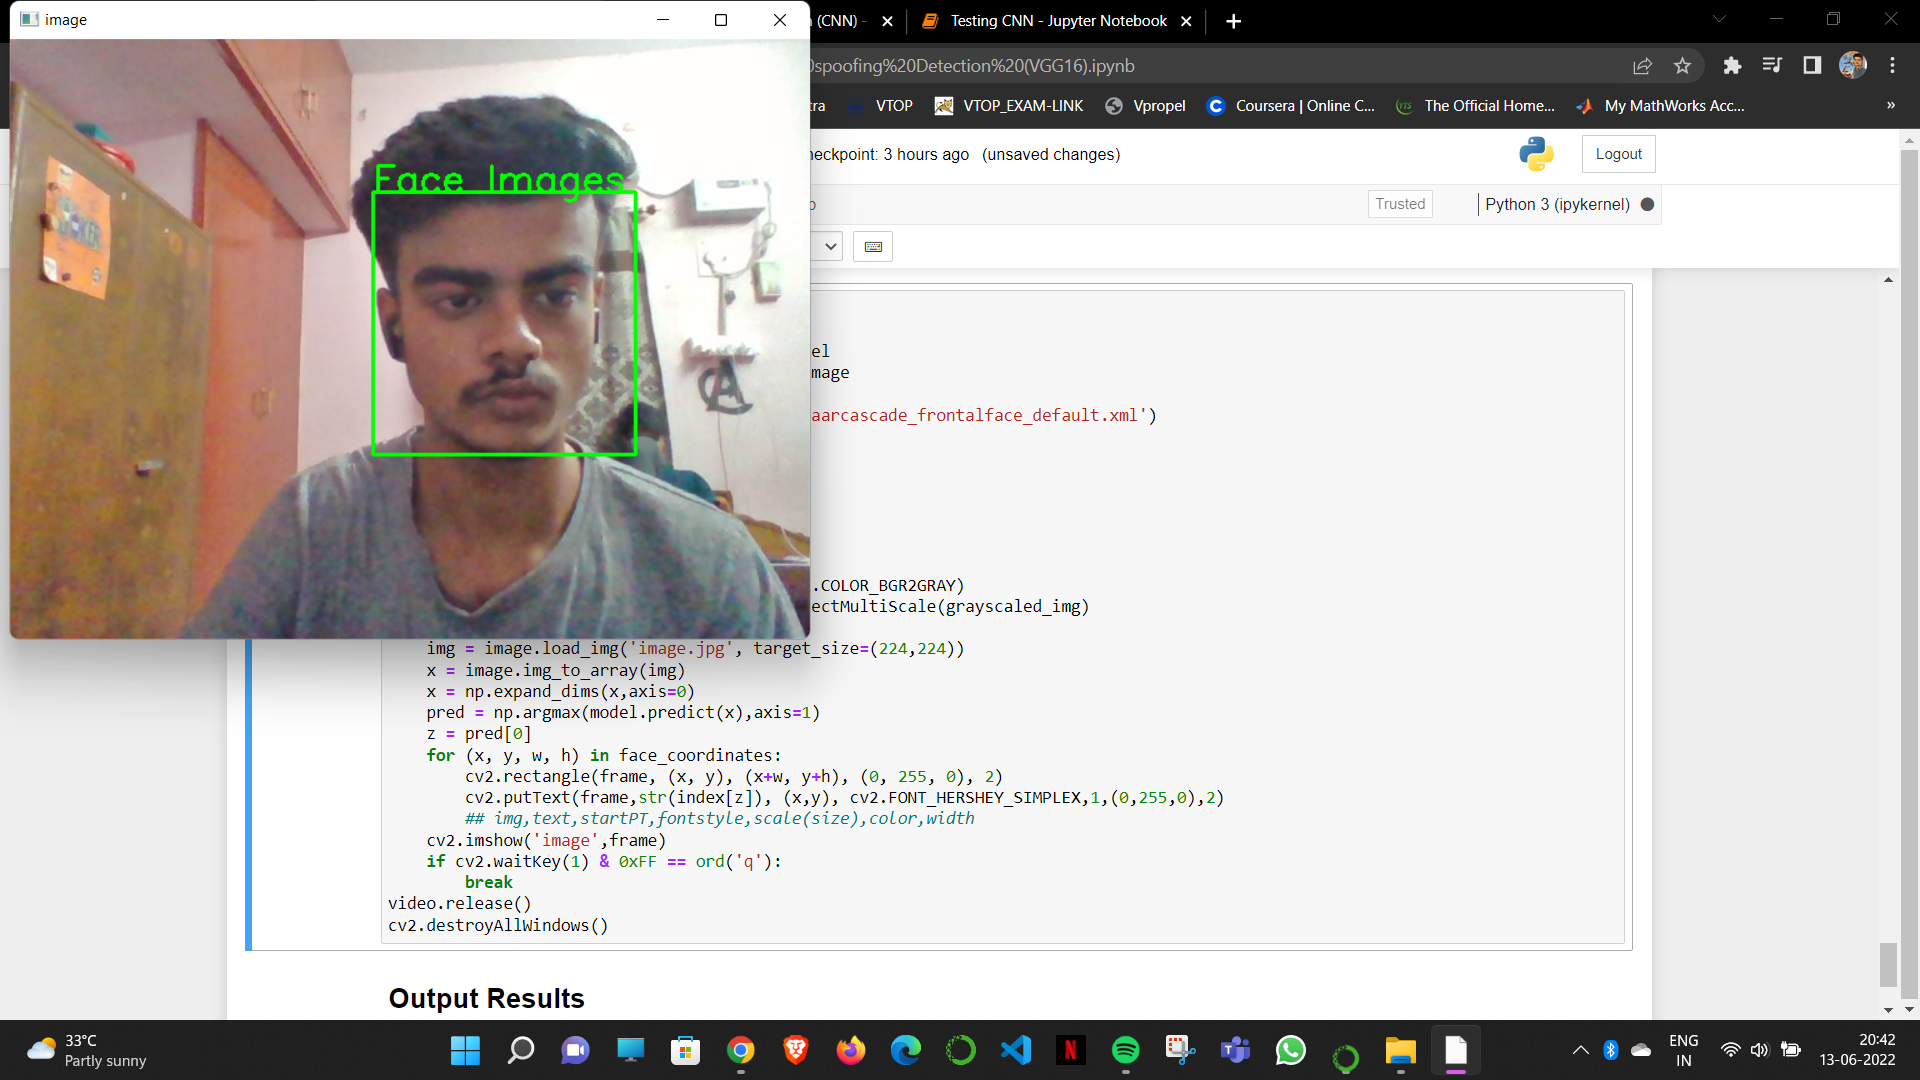 image
(CNN) -
Testing CNN - Jupyter Notebook
spoofing%20Detection%20(VGG16).ipynb
VTOP
VTOP_EXAM-LINK
Vpropel
Coursera | Online C...
The Official Home...
My MathWorks Acc...
»
Face Images
eckpoint: 3 hours ago (unsaved changes)
Logout
Trusted
Python 3 (ipykernel)
el
mage
aarcascade_frontalface_default.xml')
.COLOR_BGR2GRAY)
ectMultiScale(grayscaled_img)
img = image.load_img('image.jpg', target_size=(224,224))
x = image.img_to_array(img)
x = np.expand_dims(x,axis=0)
pred = np.argmax(model.predict(x),axis=1)
z = pred[0]
for (x, y, w, h) in face_coordinates:
cv2.rectangle(frame, (x, y), (x+w, y+h), (0, 255, 0), 2)
cv2.putText(frame,str(index[z]), (x,y), cv2.FONT_HERSHEY_SIMPLEX,1,(0,255,0),2)
## img,text,startPT,fontstyle,scale(size),color,width
cv2.imshow('image',frame)
if cv2.waitKey(1) & 0xFF == ord('q'):
break
video.release()
cv2.destroyAllWindows()
Output Results
33°C
Partly sunny
ENG
IN
20:42
13-06-2022